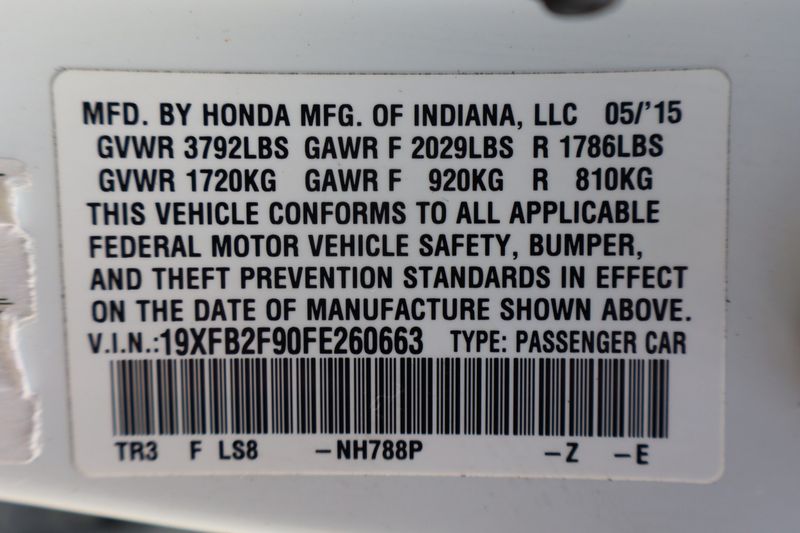 MFD. BY HONDA MFG. OF INDIANA, LLC 05/'15
GVWR 3792LBS GAWR F 2029LBS R 1786LBS
GVWR 1720KG GAWR F 920KG R 810KG
THIS VEHICLE CONFORMS TO ALL APPLICABLE
FEDERAL MOTOR VEHICLE SAFETY, BUMPER,
AND THEFT PREVENTION STANDARDS IN EFFECT
ON THE DATE OF MANUFACTURE SHOWN ABOVE.
V.I.N.:19XFB2F90FE260663 TYPE: PASSENGER CAR
TR3 F LS8 –NH788P –Z –E